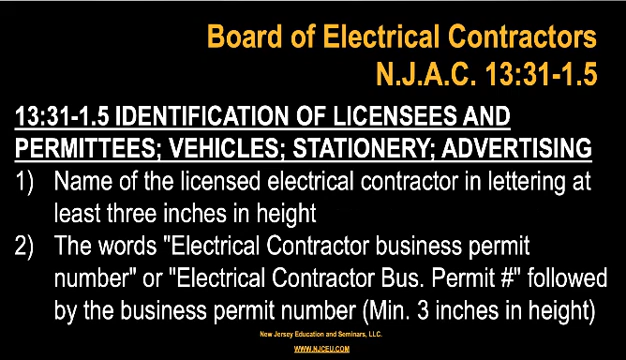 Board of Electrical Contractors
N.J.A.C. 13:31-1.5
13:31-1.5 IDENTIFICATION OF LICENSEES AND
PERMITTEES; VEHICLES; STATIONERY; ADVERTISING
1) Name of the licensed electrical contractor in lettering at
least three inches in height
2) The words "Electrical Contractor business permit
number" or "Electrical Contractor Bus. Permit #" followed
by the business permit number (Min. 3 inches in height)
New Jersey Education and Seminars, LLC.
WWW.NJCEU.COM